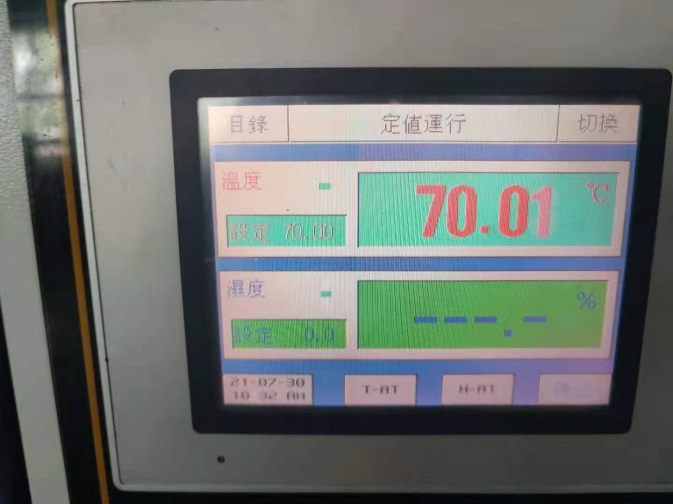 目錄 定值運行 切換
溫度
70.01 ℃
設定 70.00
濕度
---.- %
設定 0.0
21-07-30
10 32 AM
T-AT H-AT